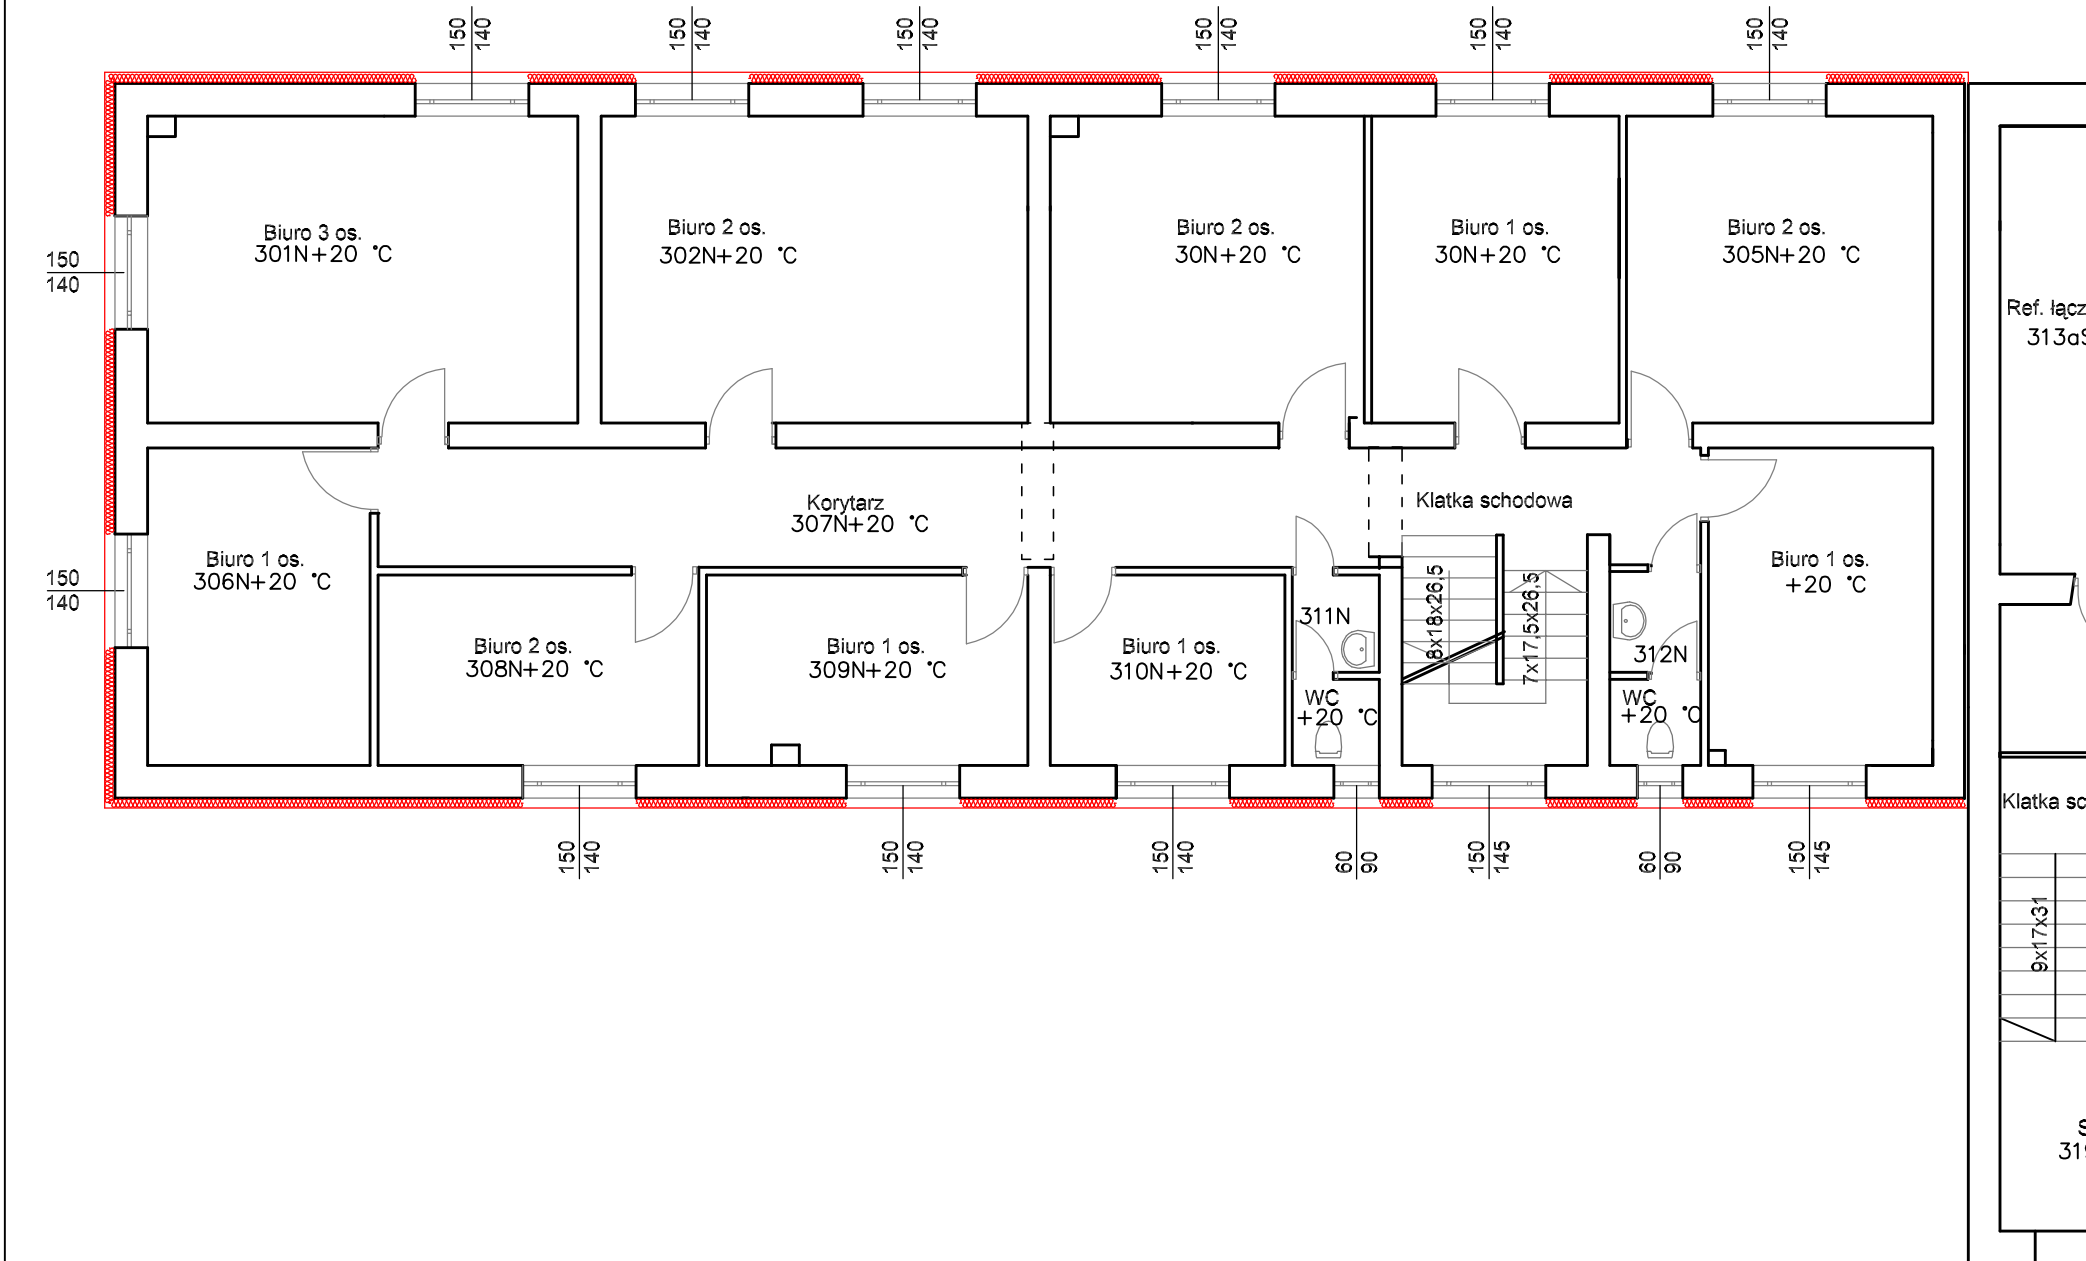 150
140
150
140
150
140
150
140
150
140
150
140
Biuro 3 os.
301N+20 °C
Biuro 2 os.
302N+20 °C
Biuro 2 os.
30N+20 °C
Biuro 1 os.
30N+20 °C
Biuro 2 os.
305N+20 °C
150
140
Ref. łącz
313aS
Korytarz
307N+20 °C
Klatka schodowa
Biuro 1 os.
306N+20 °C
150
140
Biuro 1 os.
+20 °C
Biuro 2 os.
308N+20 °C
Biuro 1 os.
309N+20 °C
Biuro 1 os.
310N+20 °C
311N
8x18x26,5
7x17,5x26,5
312N
WC
+20 °C
WC
+20 °C
Klatka sc
150
140
150
140
150
140
60
90
150
145
60
90
150
145
9x17x31
S
319